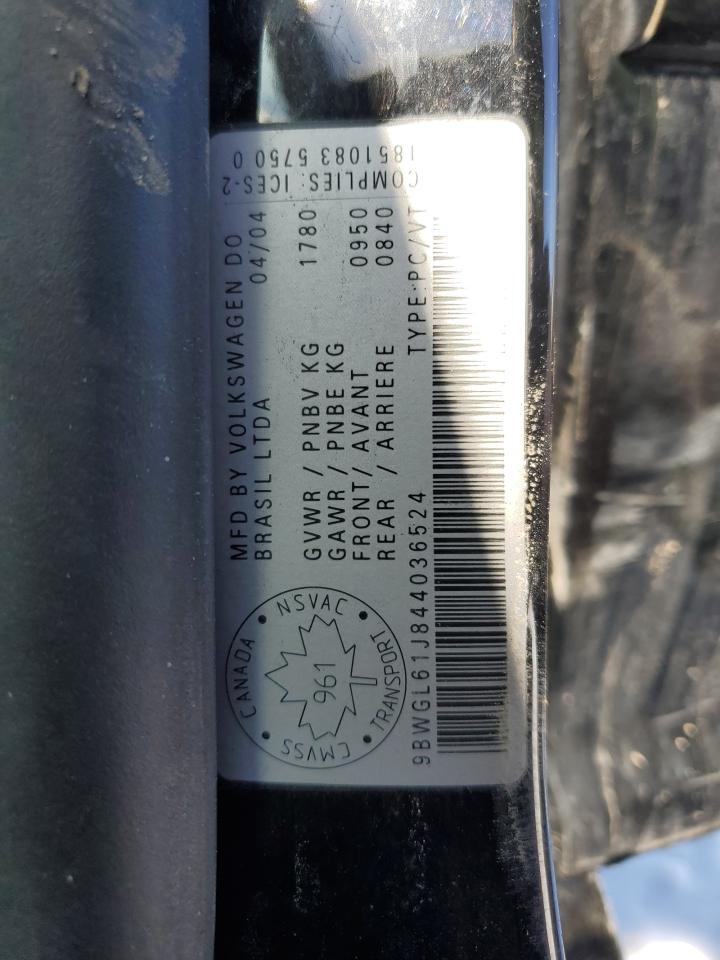 MFD BY VOLKSWAGEN DO
BRASIL LTDA 04/04
GVWR / PNBV KG 1780
GAWR / PNBE KG
FRONT/ AVANT 0950
REAR / ARRIERE 0840
TYPE:PC/VT
9BWGL61J844036524
CANADA • NSVAC • TRANSPORT • CMVSS •
961
COMPLIES: ICES-2
1851083 5750 0